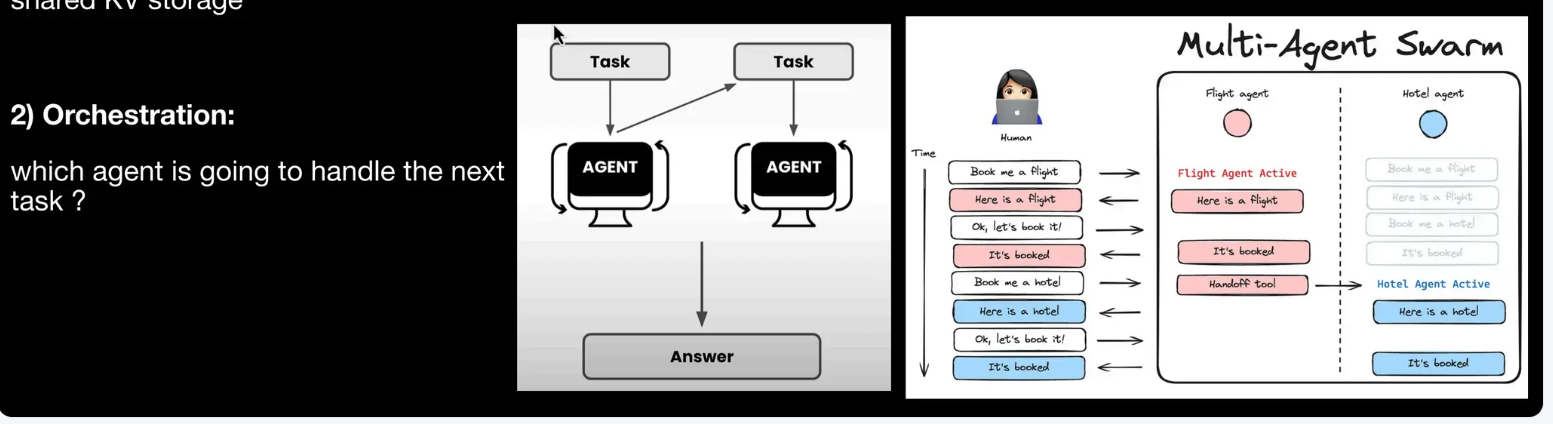 shared KV storage
2) Orchestration:
which agent is going to handle the next
task ?
Task
Task
AGENT
AGENT
Answer
Multi-Agent Swarm
Human
Time
Book me a flight
Here is a flight
Ok, let's book it!
It's booked
Book me a hotel
Here is a hotel
Ok, let's book it!
It's booked
Flight agent
Flight Agent Active
Here is a flight
It's booked
Handoff tool
Hotel agent
Book me a flight
Here is a flight
Book me a hotel
It's booked
Hotel Agent Active
Here is a hotel
It's booked